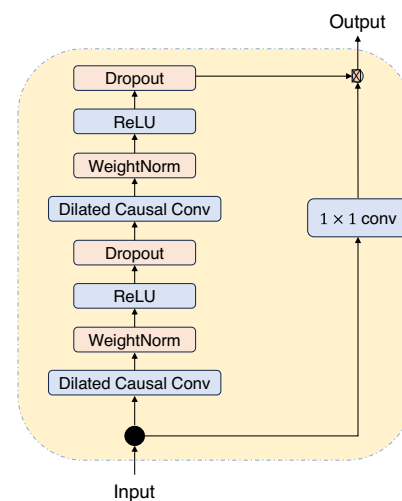 Output
Dropout
ReLU
WeightNorm
Dilated Causal Conv
1 × 1 conv
Dropout
ReLU
WeightNorm
Dilated Causal Conv
Input